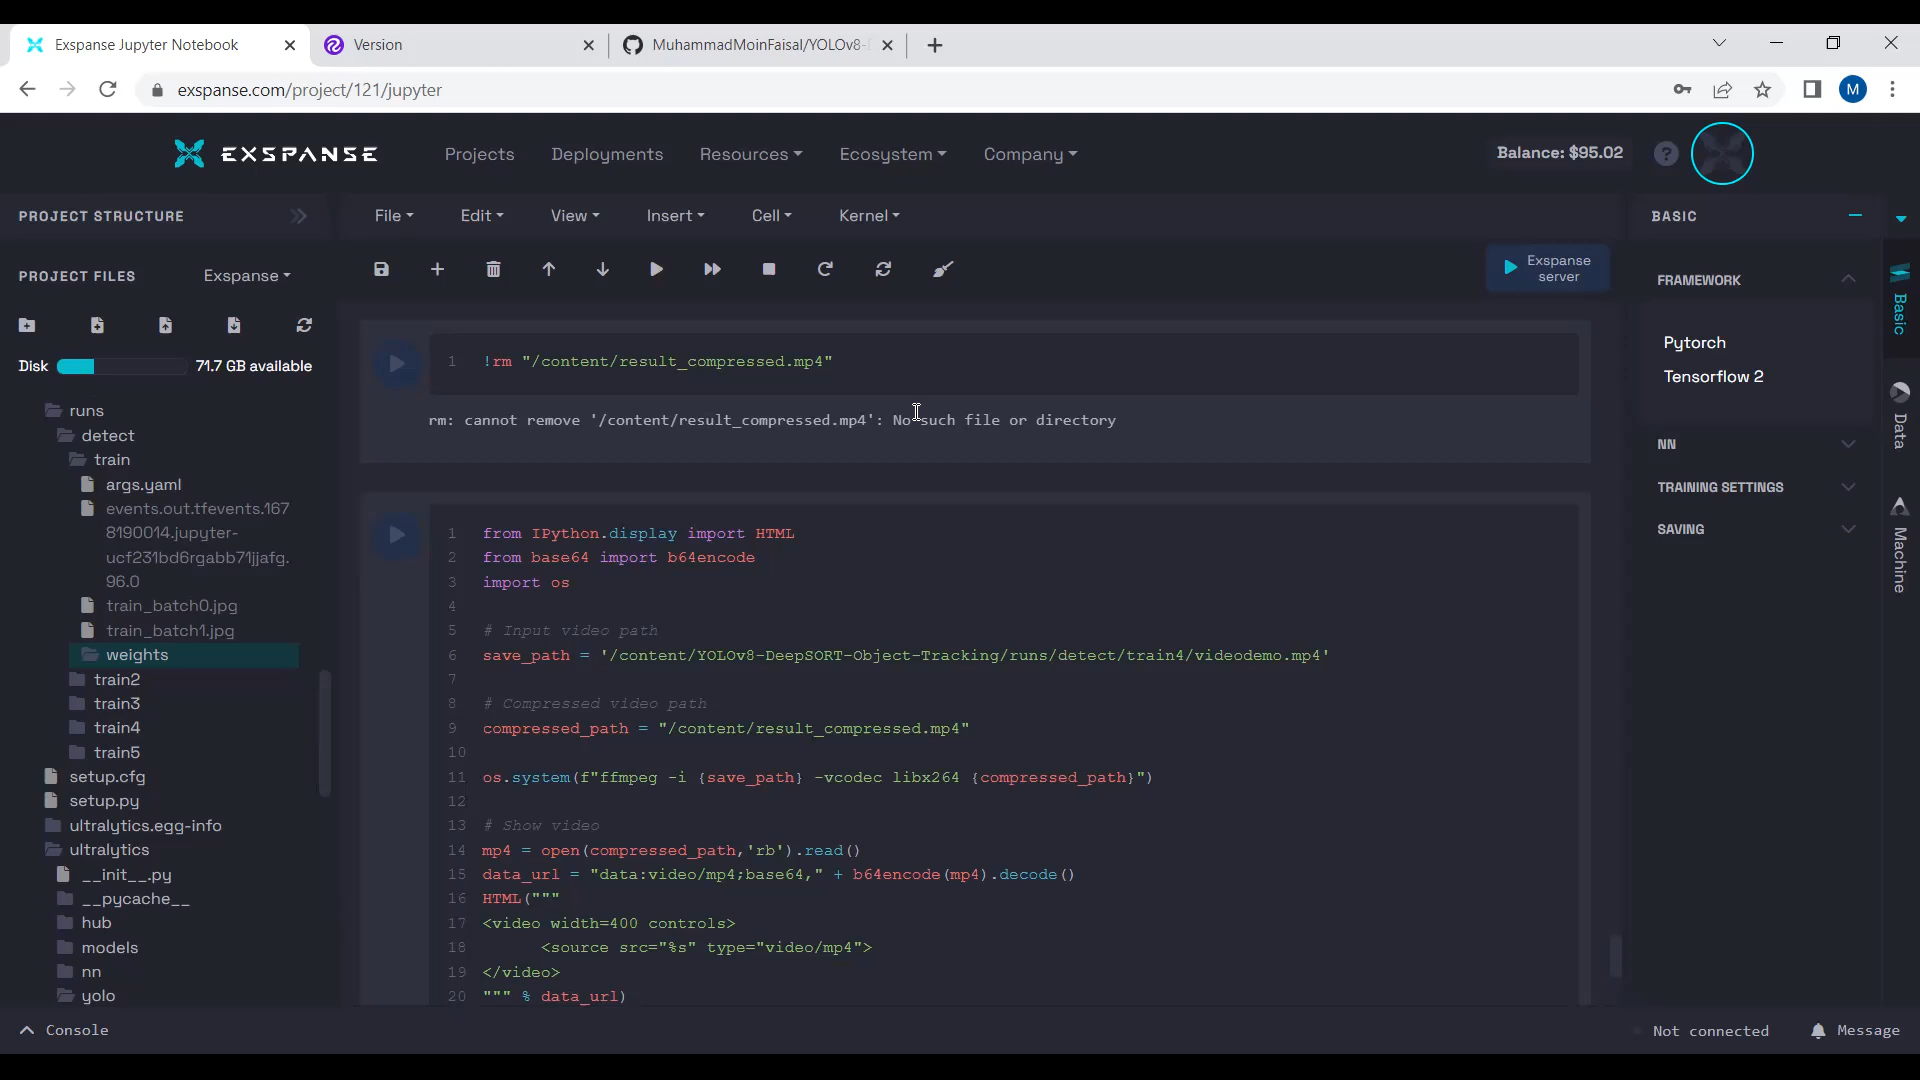 Exspanse Jupyter Notebook
Version
MuhammadMoinFaisal/YOLOv8-D
exspanse.com/project/121/jupyter
M
EXSPANSE
Projects
Deployments
Resources
Ecosystem
Company
Balance: $95.02
?
PROJECT STRUCTURE
File
Edit
View
Insert
Cell
Kernel
BASIC
PROJECT FILES
Exspanse
Exspanse
server
Disk
71.7 GB available
runs
detect
train
args.yaml
events.out.tfevents.167
8190014.jupyter-
ucf231bd6rgabb71jjafg.
96.0
train_batch0.jpg
train_batch1.jpg
weights
train2
train3
train4
train5
setup.cfg
setup.py
ultralytics.egg-info
ultralytics
__init__.py
__pycache__
hub
models
nn
yolo
1 !rm "/content/result_compressed.mp4"
rm: cannot remove '/content/result_compressed.mp4': No such file or directory
1 from IPython.display import HTML
2 from base64 import b64encode
3 import os
4
5 # Input video path
6 save_path = '/content/YOLOv8-DeepSORT-Object-Tracking/runs/detect/train4/videodemo.mp4'
7
8 # Compressed video path
9 compressed_path = "/content/result_compressed.mp4"
10
11 os.system(f"ffmpeg -i {save_path} -vcodec libx264 {compressed_path}")
12
13 # Show video
14 mp4 = open(compressed_path,'rb').read()
15 data_url = "data:video/mp4;base64," + b64encode(mp4).decode()
16 HTML("""
17 <video width=400 controls>
18 <source src="%s" type="video/mp4">
19 </video>
20 """ % data_url)
FRAMEWORK
Pytorch
Tensorflow 2
NN
TRAINING SETTINGS
SAVING
Basic
Data
Machine
Console
Not connected
Message